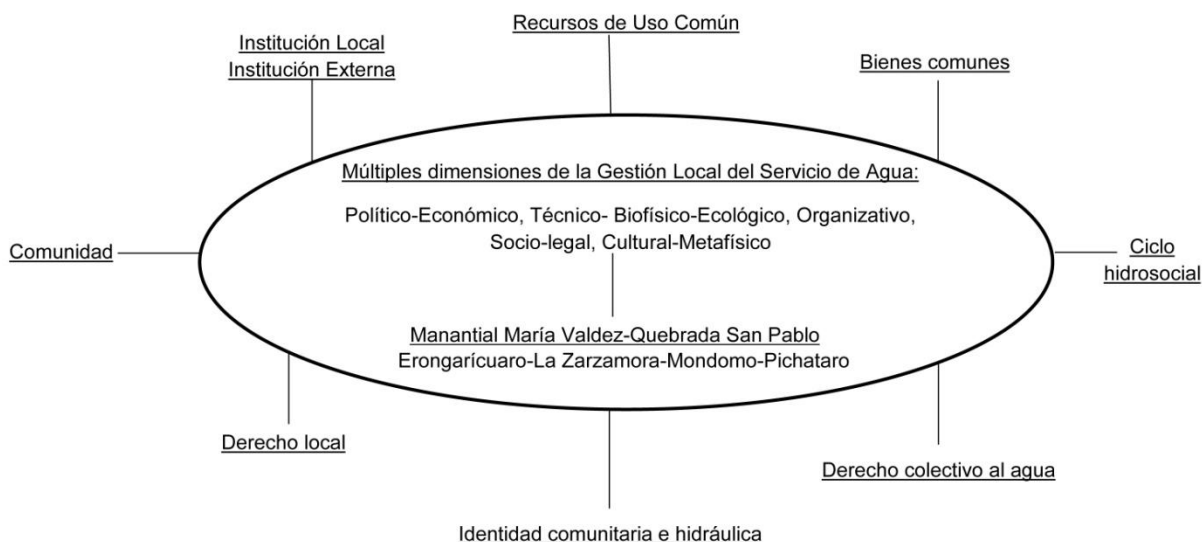 Recursos de Uso Común
Institución Local
Institución Externa
Bienes comunes
Múltiples dimensiones de la Gestión Local del Servicio de Agua:
Político-Económico, Técnico- Biofísico-Ecológico, Organizativo,
Socio-legal, Cultural-Metafísico
Comunidad
Ciclo
hidrosocial
Manantial María Valdez-Quebrada San Pablo
Erongarícuaro-La Zarzamora-Mondomo-Pichataro
Derecho local
Derecho colectivo al agua
Identidad comunitaria e hidráulica